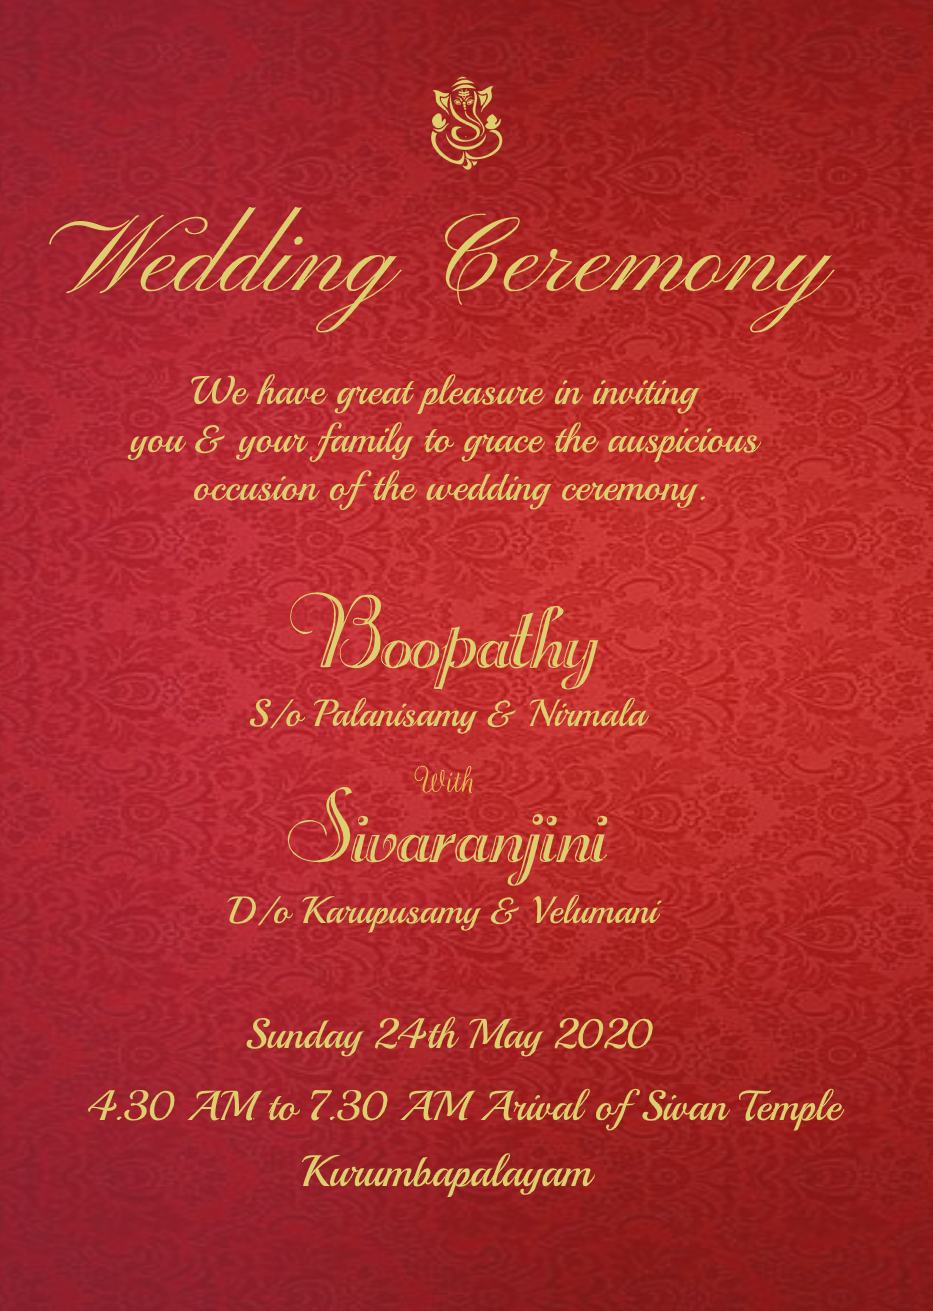 Wedding Ceremony
We have great pleasure in inviting
you & your family to grace the auspicious
occusion of the wedding ceremony.
Boopathy
S/o Palanisamy & Nirmala
With
Sivaranjini
D/o Karupusamy & Velumani
Sunday 24th May 2020
4.30 AM to 7.30 AM Arival of Sivan Temple
Kurumbapalayam